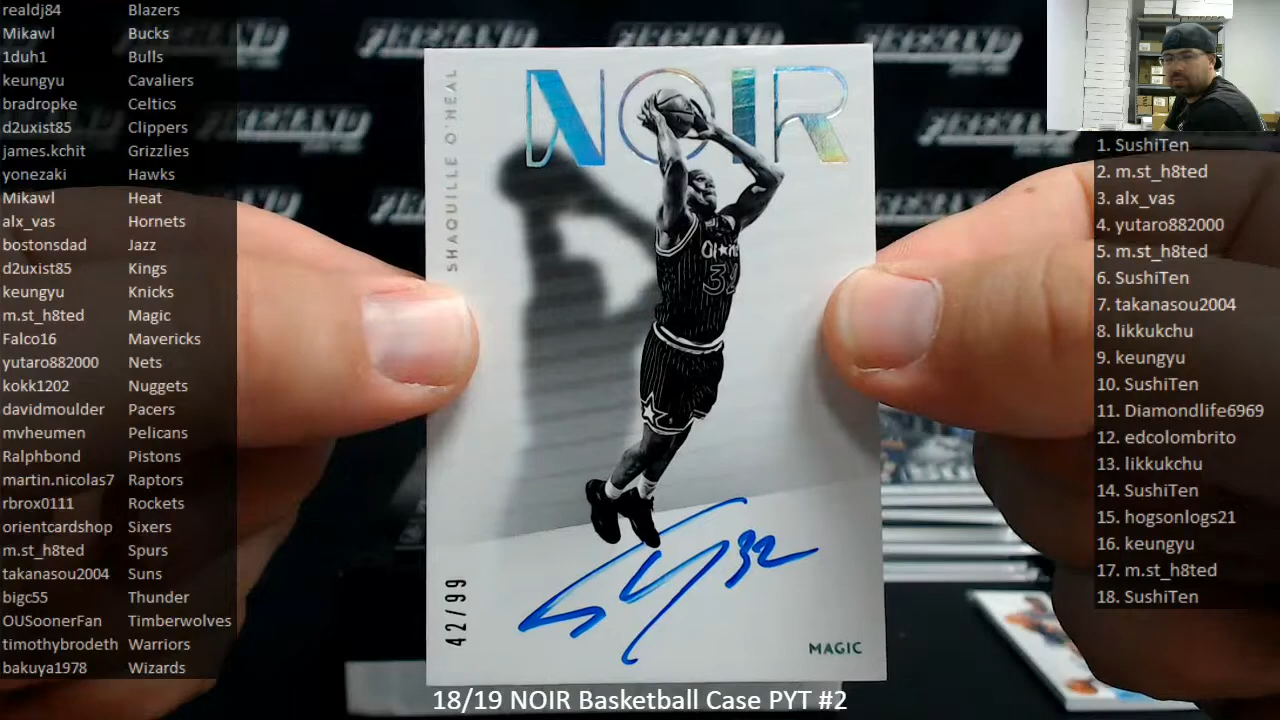 realdj84 Blazers
Mikawl Bucks
1duh1 Bulls
keungyu Cavaliers
bradropke Celtics
d2uxist85 Clippers
james.kchit Grizzlies
yonezaki Hawks
Mikawl Heat
alx_vas Hornets
bostonsdad Jazz
d2uxist85 Kings
keungyu Knicks
m.st_h8ted Magic
Falco16 Mavericks
yutaro882000 Nets
kokk1202 Nuggets
davidmoulder Pacers
mvheumen Pelicans
Ralphbond Pistons
martin.nicolas7 Raptors
rbrox0111 Rockets
orientcardshop Sixers
m.st_h8ted Spurs
takanasou2004 Suns
bigc55 Thunder
OUSoonerFan Timberwolves
timothybrodeth Warriors
bakuya1978 Wizards
SHAQUILLE O'NEAL
NOIR
32
42/99
MAGIC
1. SushiTen
2. m.st_h8ted
3. alx_vas
4. yutaro882000
5. m.st_h8ted
6. SushiTen
7. takanasou2004
8. likkukchu
9. keungyu
10. SushiTen
11. Diamondlife6969
12. edcolombrito
13. likkukchu
14. SushiTen
15. hogsonlogs21
16. keungyu
17. m.st_h8ted
18. SushiTen
18/19 NOIR Basketball Case PYT #2